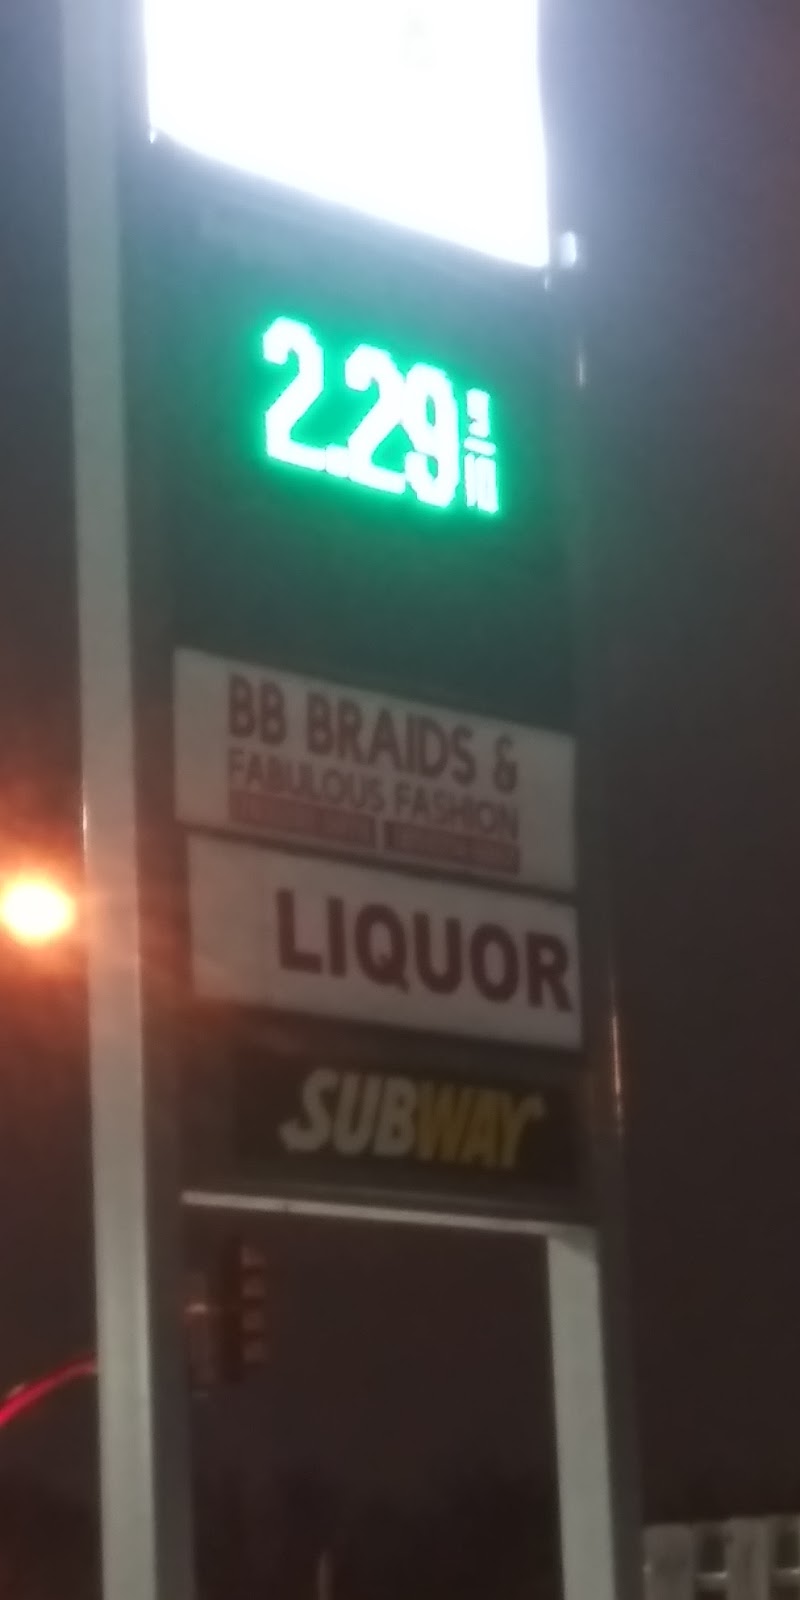 2.29 9/10
BB BRAIDS &
FABULOUS FASHION
LIQUOR
SUBWAY